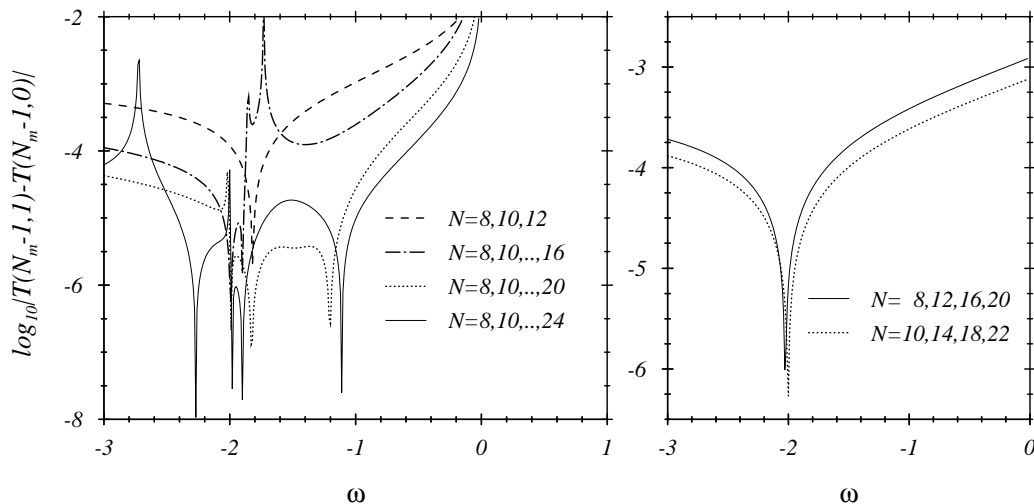 log10|T(Nm-1,1)-T(Nm-1,0)|
-2
-4
-6
-8
-3 -2 -1 0 1
ω
N=8,10,12
N=8,10,..,16
N=8,10,..,20
N=8,10,..,24
-3
-4
-5
-6
-3 -2 -1 0
ω
N= 8,12,16,20
N=10,14,18,22